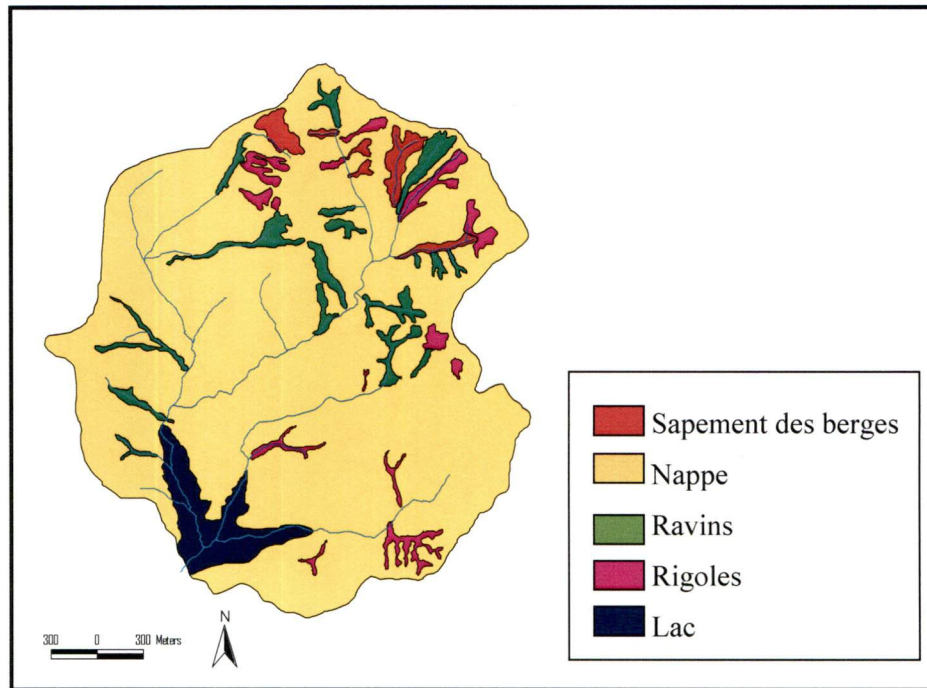 Sapement des berges
Nappe
Ravins
Rigoles
Lac
N
300 0 300 Meters